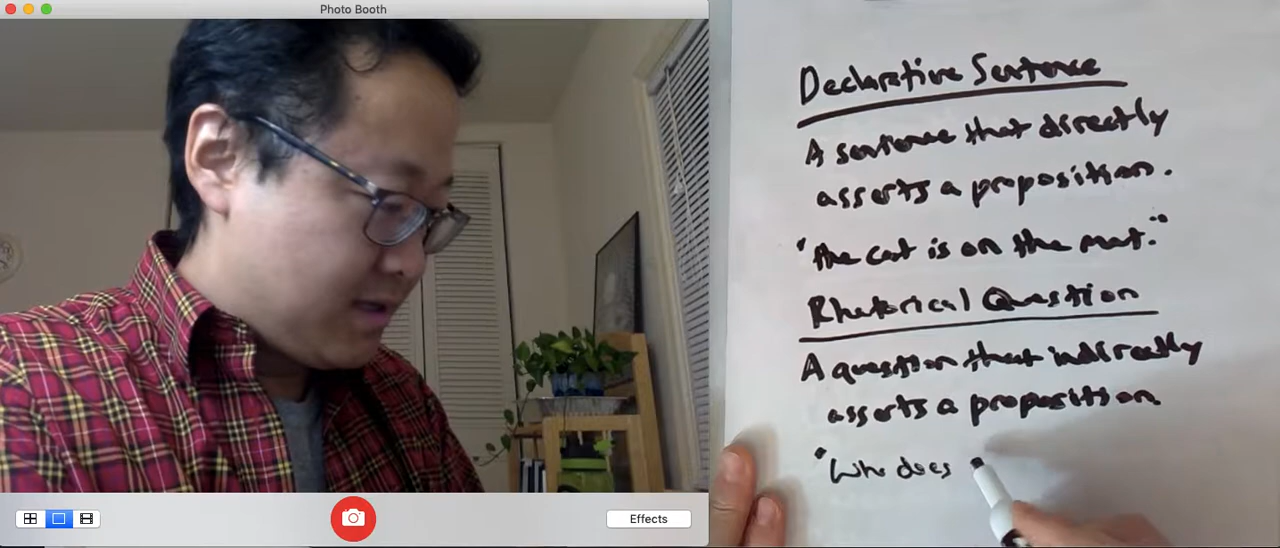 Photo Booth
Effects
Declarative Sentence
A sentence that directly
asserts a proposition.
"The cat is on the mat."
Rhetorical Question
A question that indirectly
asserts a proposition.
"Who does